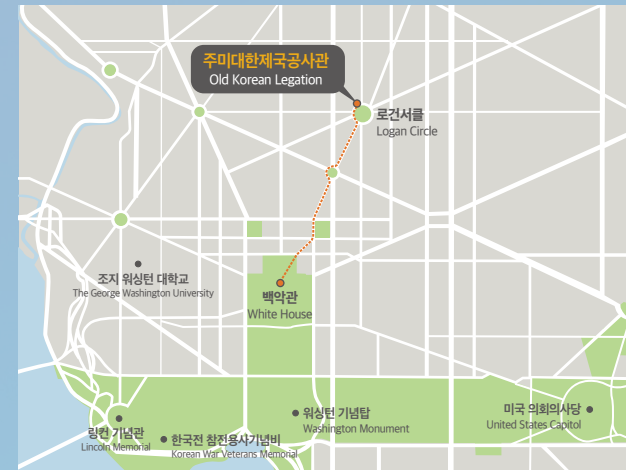 주미대한제국공사관
Old Korean Legation
로건서클
Logan Circle
조지 워싱턴 대학교
The George Washington University
백악관
White House
워싱턴 기념탑
Washington Monument
미국 의회의사당
United States Capitol
링컨 기념관
Lincoln Memorial
한국전 참전용사기념비
Korean War Veterans Memorial